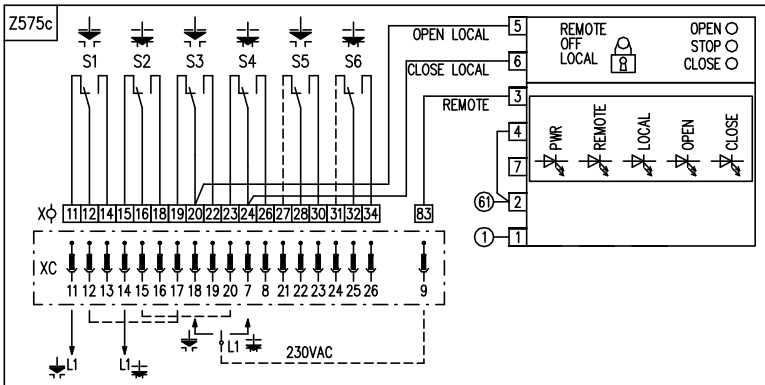 Z575c
S1 S2 S3 S4 S5 S6
OPEN LOCAL
CLOSE LOCAL
REMOTE
5
6
3
4
7
2
1
61
1
REMOTE
OFF
LOCAL
OPEN
STOP
CLOSE
PWR
REMOTE
LOCAL
OPEN
CLOSE
X 11 12 14 15 16 18 19 20 22 23 24 26 27 28 30 31 32 34 83
XC
11 12 13 14 15 16 17 18 19 20 7 8 21 22 23 24 25 26 9
L1 L1 L1
230VAC